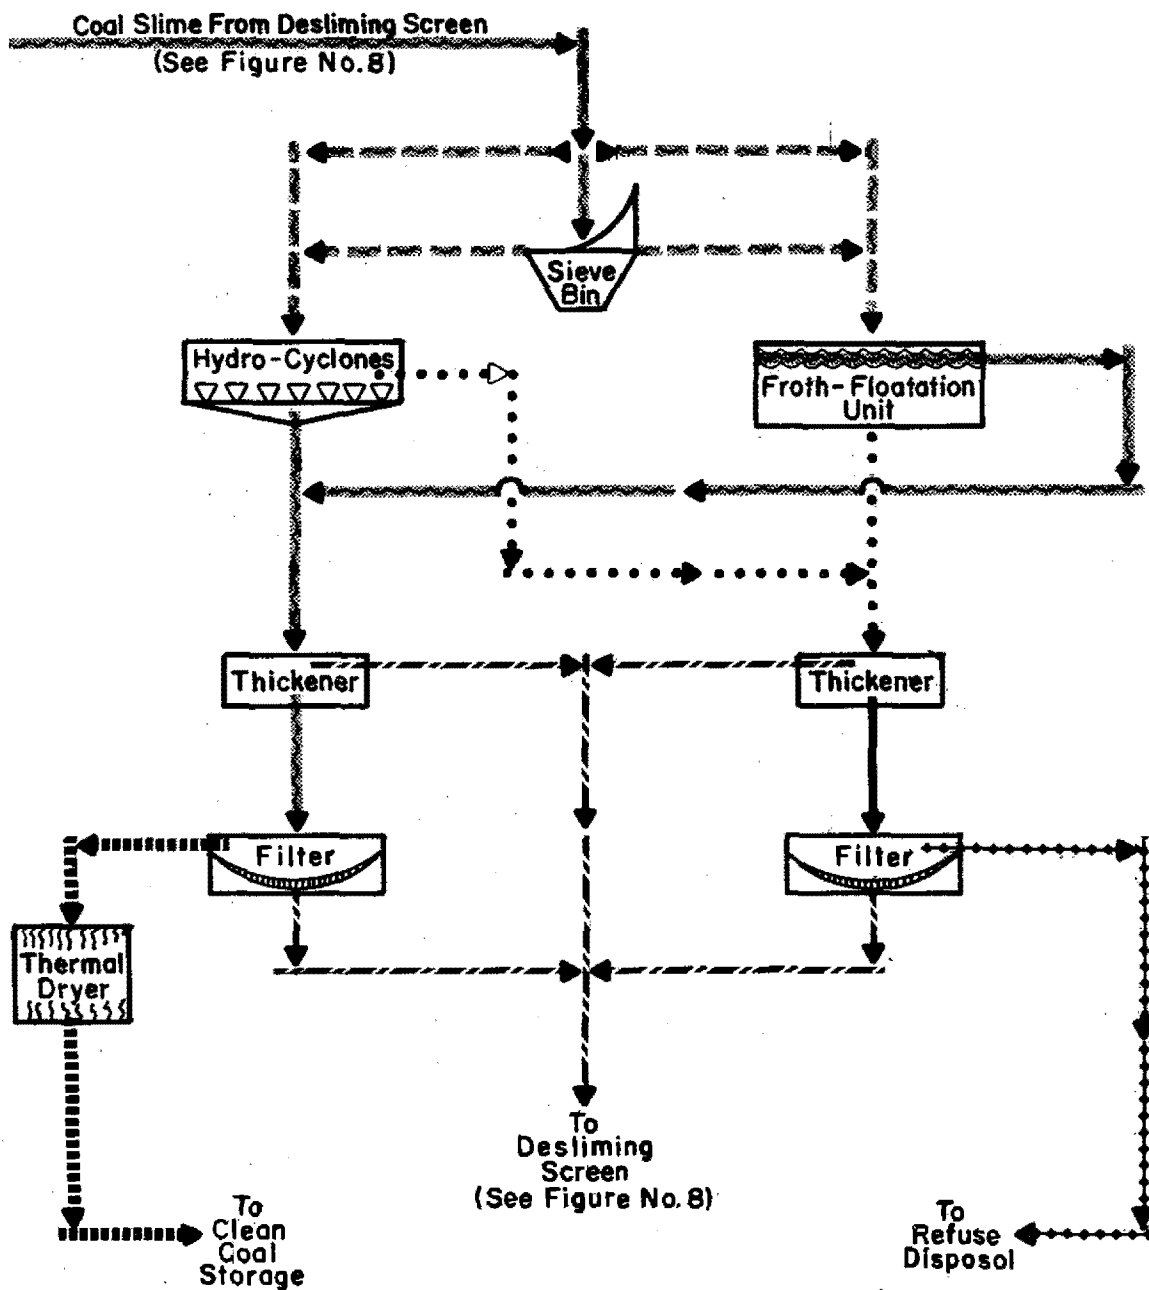 Coal Slime From Desliming Screen
(See Figure No.8)
Sieve
Bin
Hydro-Cyclones
Froth-Floatation
Unit
Thickener
Thickener
Filter
Filter
Thermal
Dryer
To
Desliming
Screen
(See Figure No.8)
To
Clean
Coal
Storage
To
Refuse
Disposol